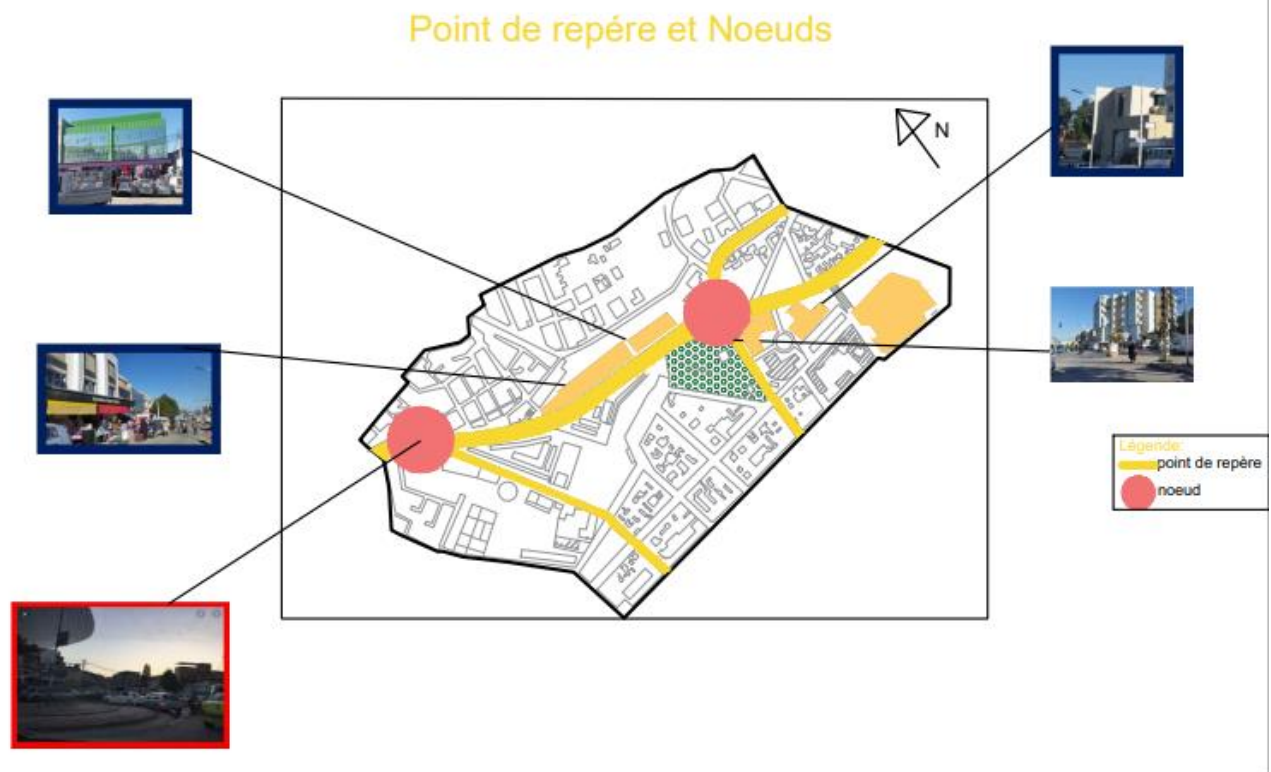 Point de repére et Noeuds
N
Légende:
point de repère
noeud